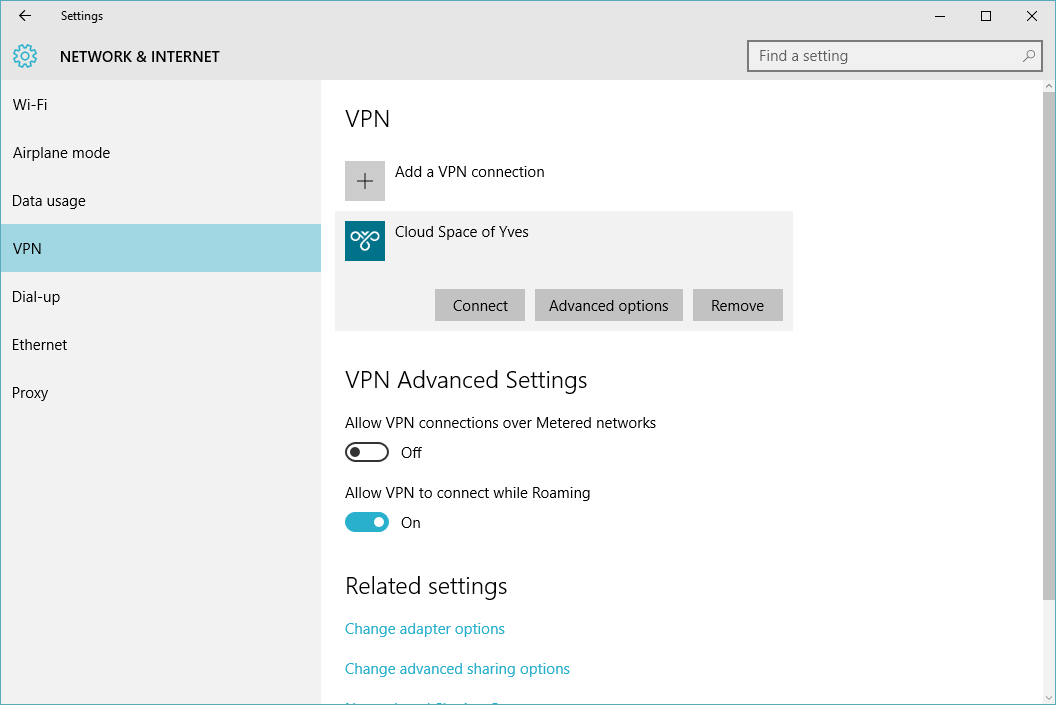 Settings
NETWORK & INTERNET
Find a setting
Wi-Fi
Airplane mode
Data usage
VPN
Dial-up
Ethernet
Proxy
VPN
Add a VPN connection
Cloud Space of Yves
Connect Advanced options Remove
VPN Advanced Settings
Allow VPN connections over Metered networks
Off
Allow VPN to connect while Roaming
On
Related settings
Change adapter options
Change advanced sharing options